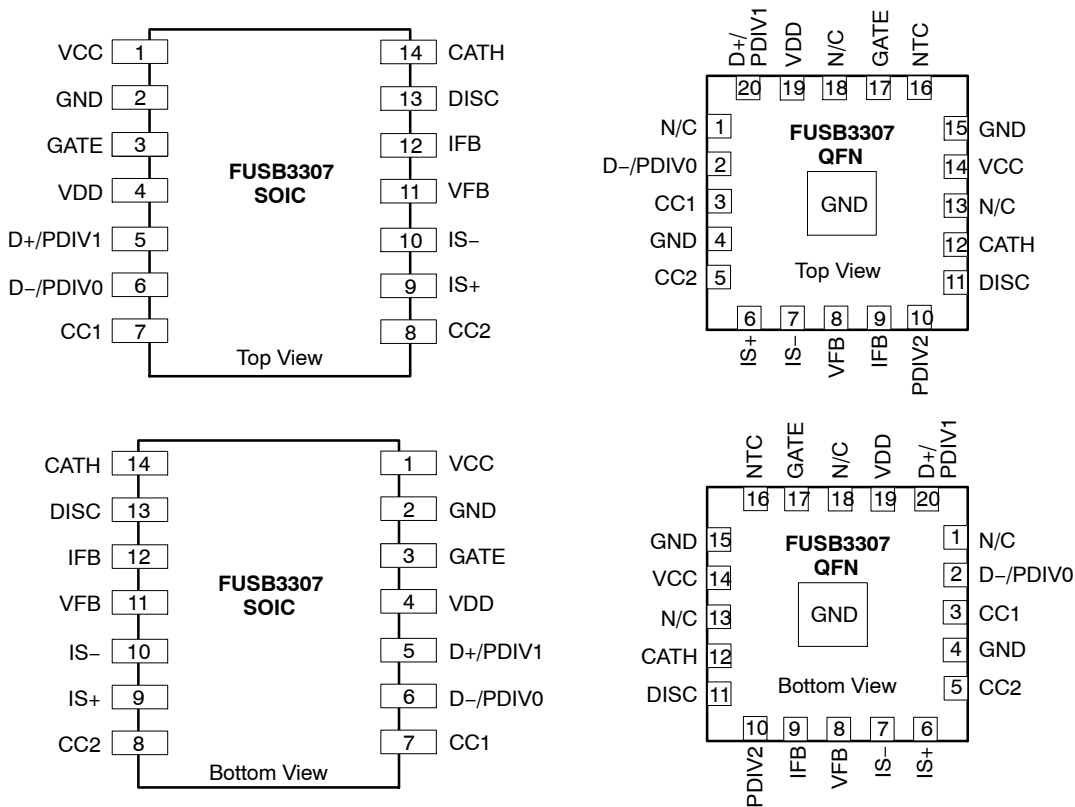 VCC 1
GND 2
GATE 3
VDD 4
D+/PDIV1 5
D−/PDIV0 6
CC1 7
FUSB3307
SOIC
Top View
14 CATH
13 DISC
12 IFB
11 VFB
10 IS−
9 IS+
8 CC2
D+/
PDIV1
VDD
N/C
GATE
NTC
20 19 18 17 16
N/C 1
D−/PDIV0 2
CC1 3
GND 4
CC2 5
FUSB3307
QFN
GND
Top View
15 GND
14 VCC
13 N/C
12 CATH
11 DISC
6 7 8 9 10
IS+
IS−
VFB
IFB
PDIV2
CATH 14
DISC 13
IFB 12
VFB 11
IS− 10
IS+ 9
CC2 8
FUSB3307
SOIC
Bottom View
1 VCC
2 GND
3 GATE
4 VDD
5 D+/PDIV1
6 D−/PDIV0
7 CC1
NTC
GATE
N/C
VDD
D+/
PDIV1
16 17 18 19 20
GND 15
VCC 14
N/C 13
CATH 12
DISC 11
FUSB3307
QFN
GND
Bottom View
1 N/C
2 D−/PDIV0
3 CC1
4 GND
5 CC2
10 9 8 7 6
PDIV2
IFB
VFB
IS−
IS+